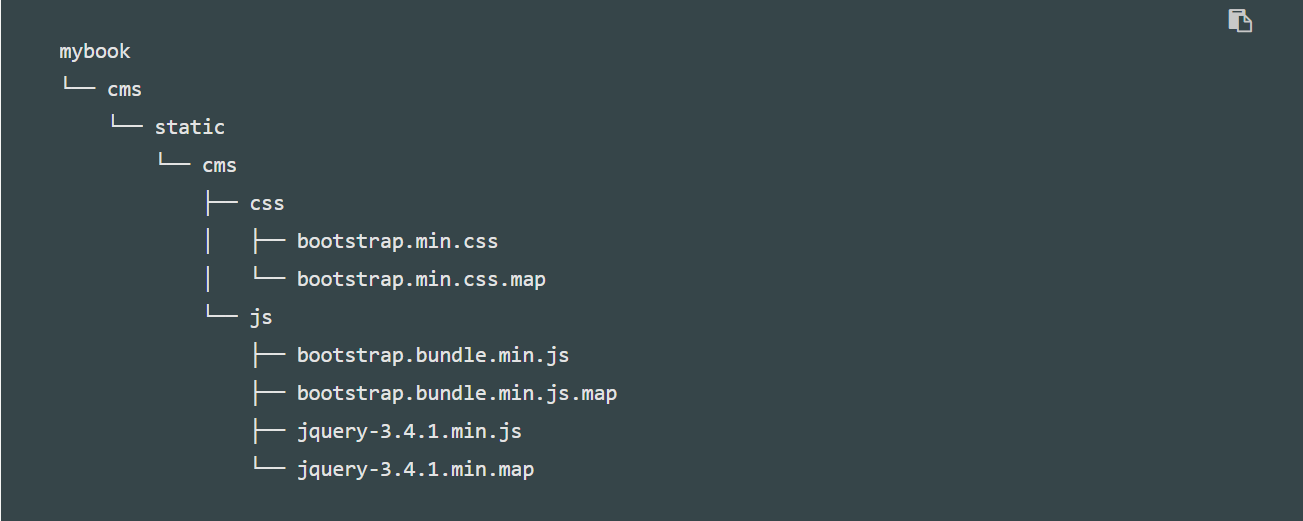 mybook
└── cms
    └── static
        └── cms
            ├── css
            │   ├── bootstrap.min.css
            │   └── bootstrap.min.css.map
            └── js
                ├── bootstrap.bundle.min.js
                ├── bootstrap.bundle.min.js.map
                ├── jquery-3.4.1.min.js
                └── jquery-3.4.1.min.map